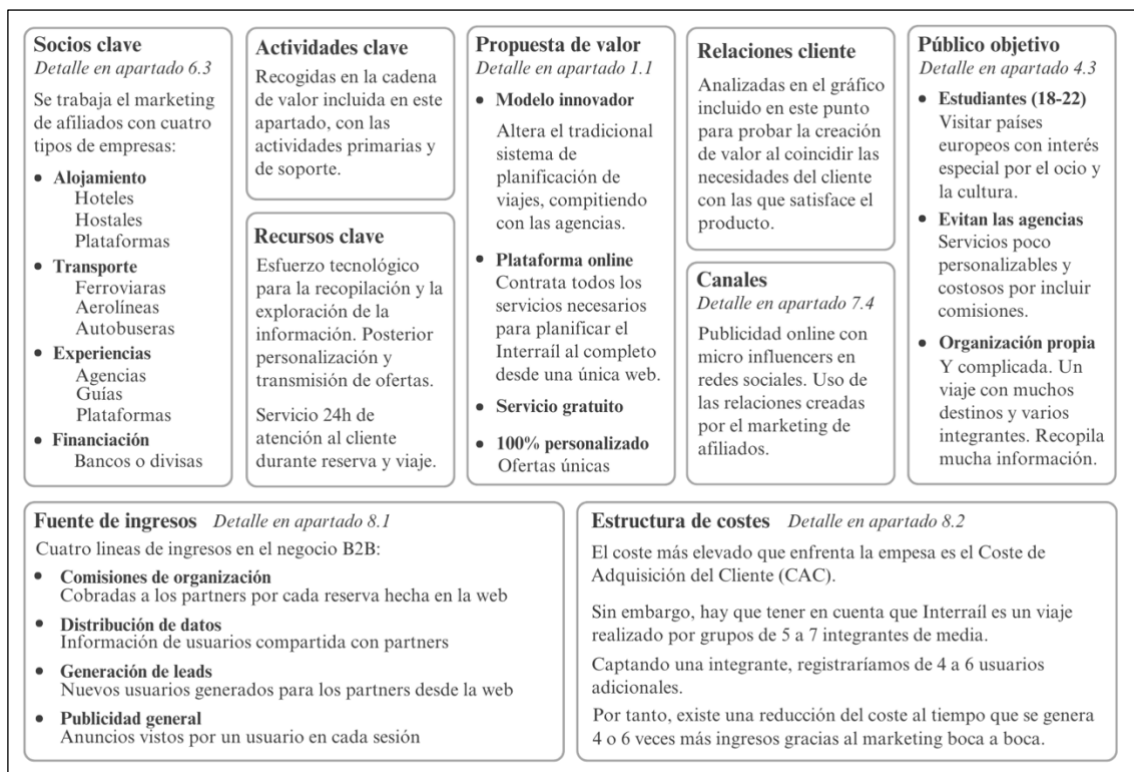 Socios clave
Detalle en apartado 6.3
Se trabaja el marketing
de afiliados con cuatro
tipos de empresas:
• Alojamiento
Hoteles
Hostales
Plataformas
• Transporte
Ferroviaras
Aerolíneas
Autobuseras
• Experiencias
Agencias
Guías
Plataformas
• Financiación
Bancos o divisas
Actividades clave
Recogidas en la cadena
de valor incluida en este
apartado, con las
actividades primarias y
de soporte.
Recursos clave
Esfuerzo tecnológico
para la recopilación y la
exploración de la
información. Posterior
personalización y
transmisión de ofertas.
Servicio 24h de
atención al cliente
durante reserva y viaje.
Propuesta de valor
Detalle en apartado 1.1
• Modelo innovador
Altera el tradicional
sistema de
planificación de
viajes, compitiendo
con las agencias.
• Plataforma online
Contrata todos los
servicios necesarios
para planificar el
Interraíl al completo
desde una única web.
• Servicio gratuito
• 100% personalizado
Ofertas únicas
Relaciones cliente
Analizadas en el gráfico
incluido en este punto
para probar la creación
de valor al coincidir las
necesidades del cliente
con las que satisface el
producto.
Canales
Detalle en apartado 7.4
Publicidad online con
micro influencers en
redes sociales. Uso de
las relaciones creadas
por el marketing de
afiliados.
Público objetivo
Detalle en apartado 4.3
• Estudiantes (18-22)
Visitar países
europeos con interés
especial por el ocio y
la cultura.
• Evitan las agencias
Servicios poco
personalizables y
costosos por incluir
comisiones.
• Organización propia
Y complicada. Un
viaje con muchos
destinos y varios
integrantes. Recopila
mucha información.
Fuente de ingresos Detalle en apartado 8.1
Cuatro lineas de ingresos en el negocio B2B:
• Comisiones de organización
Cobradas a los partners por cada reserva hecha en la web
• Distribución de datos
Información de usuarios compartida con partners
• Generación de leads
Nuevos usuarios generados para los partners desde la web
• Publicidad general
Anuncios vistos por un usuario en cada sesión
Estructura de costes Detalle en apartado 8.2
El coste más elevado que enfrenta la empesa es el Coste de
Adquisición del Cliente (CAC).
Sin embargo, hay que tener en cuenta que Interraíl es un viaje
realizado por grupos de 5 a 7 integrantes de media.
Captando una integrante, registraríamos de 4 a 6 usuarios
adicionales.
Por tanto, existe una reducción del coste al tiempo que se genera
4 o 6 veces más ingresos gracias al marketing boca a boca.